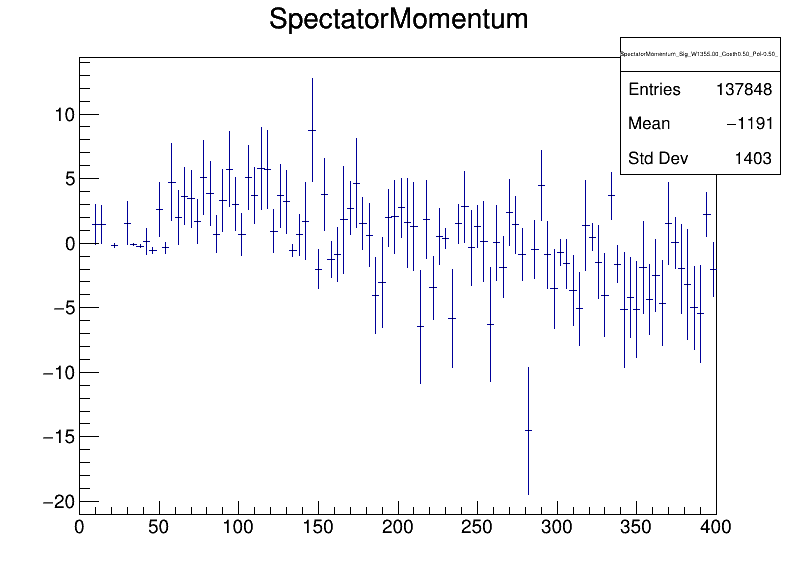 SpectatorMomentum
SpectatorMomentum_Sig_W1355.00_Costh0.50_Pol-0.50_
Entries 137848
Mean −1191
Std Dev 1403
10
5
0
−5
−10
−15
−20
0 50 100 150 200 250 300 350 400